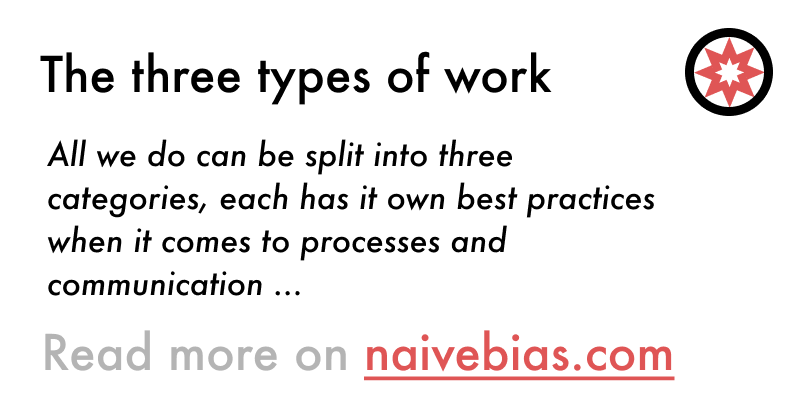 The three types of work
All we do can be split into three
categories, each has it own best practices
when it comes to processes and
communication ...
Read more on naivebias.com